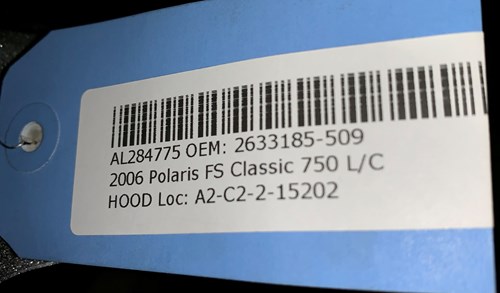 AL284775 OEM: 2633185-509
2006 Polaris FS Classic 750 L/C
HOOD Loc: A2-C2-2-15202